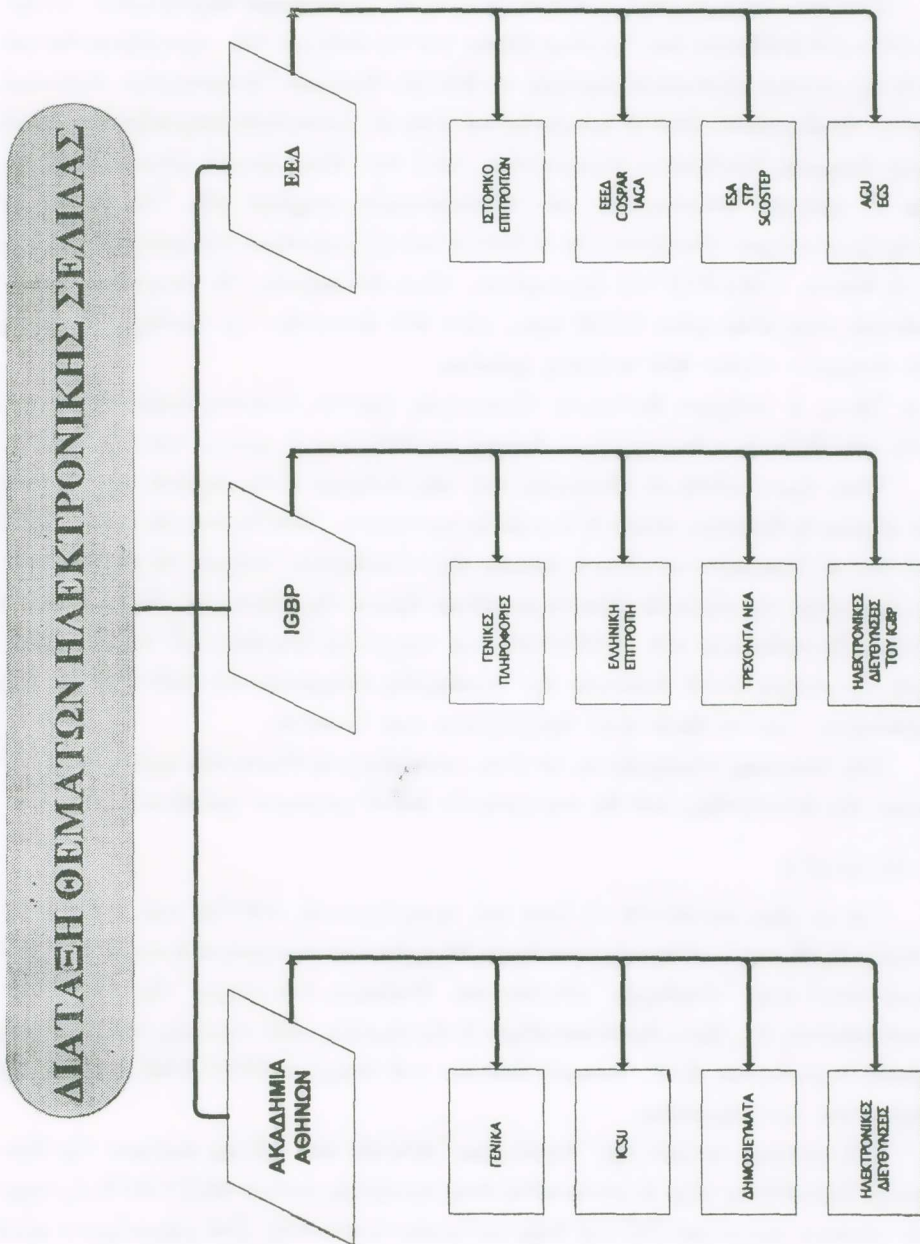 ΔΙΑΤΑΞΗ ΘΕΜΑΤΩΝ ΗΛΕΚΤΡΟΝΙΚΗΣ ΣΕΛΙΔΑΣ
ΑΚΑΔΗΜΙΑ
ΑΘΗΝΩΝ
ΓΕΝΙΚΑ
ICSU
ΔΗΜΟΣΙΕΥΜΑΤΑ
ΗΛΕΚΤΡΟΝΙΚΕΣ
ΔΙΕΥΘΥΝΣΕΙΣ
IGBP
ΓΕΝΙΚΕΣ
ΠΛΗΡΟΦΟΡΙΕΣ
ΕΛΛΗΝΙΚΗ
ΕΠΙΤΡΟΠΗ
ΤΡΕΧΟΝΤΑ ΝΕΑ
ΗΛΕΚΤΡΟΝΙΚΕΣ
ΔΙΕΥΘΥΝΣΕΙΣ
ΤΟΥ IGBP
ΕΕΔ
ΙΣΤΟΡΙΚΟ
ΕΠΙΤΡΟΠΩΝ
ΕΕΕΔ
COSPAR
IAGA
ESA
STP
SCOSTEP
AGU
EGS